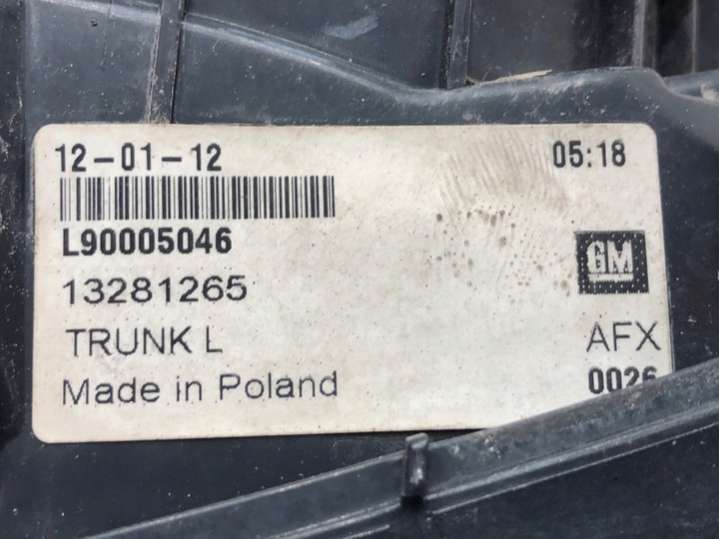 12-01-12 05:18
L90005046
GM
13281265
TRUNK L AFX
Made in Poland 0026